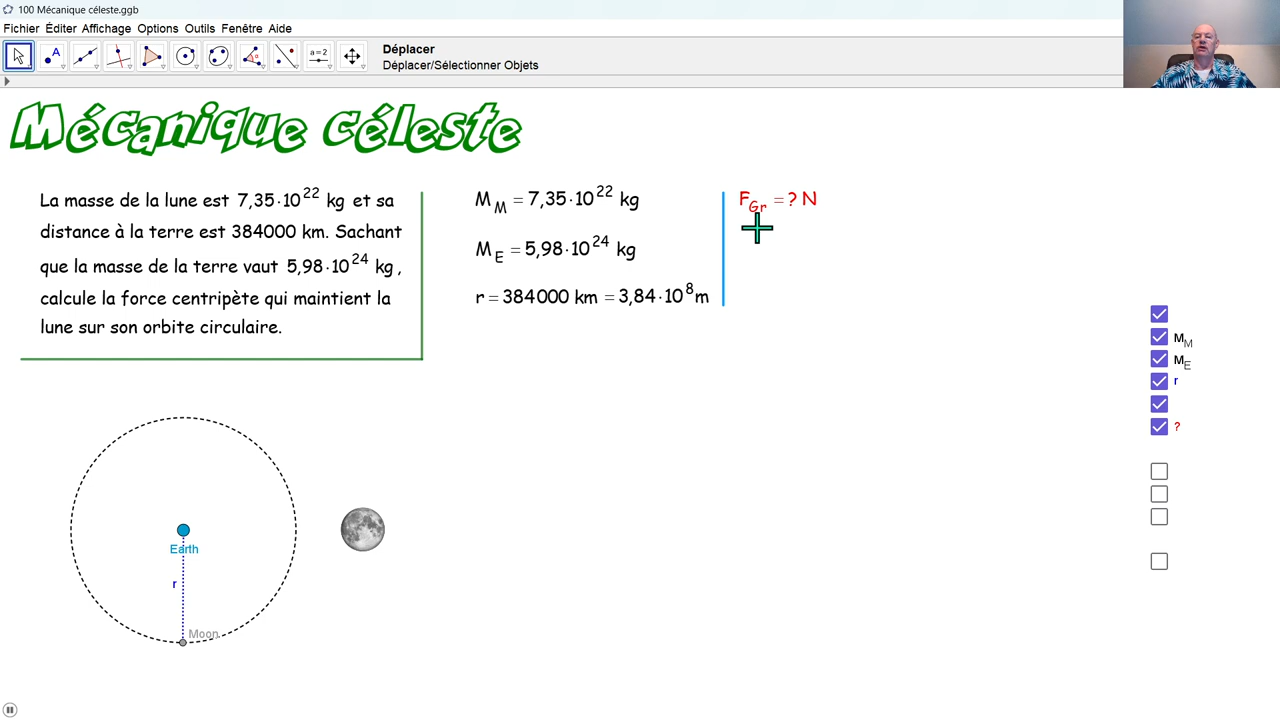 100 Mécanique céleste.ggb
Fichier Éditer Affichage Options Outils Fenêtre Aide
A
a=2
Déplacer
Déplacer/Sélectionner Objets
Mécanique céleste
La masse de la lune est 7,35·10²² kg et sa
distance à la terre est 384000 km. Sachant
que la masse de la terre vaut 5,98·10²⁴ kg,
calcule la force centripète qui maintient la
lune sur son orbite circulaire.
M_M = 7,35·10²² kg
M_E = 5,98·10²⁴ kg
r = 384000 km = 3,84·10⁸ m
F_Gr = ? N
M_M
M_E
r
?
Earth
r
Moon